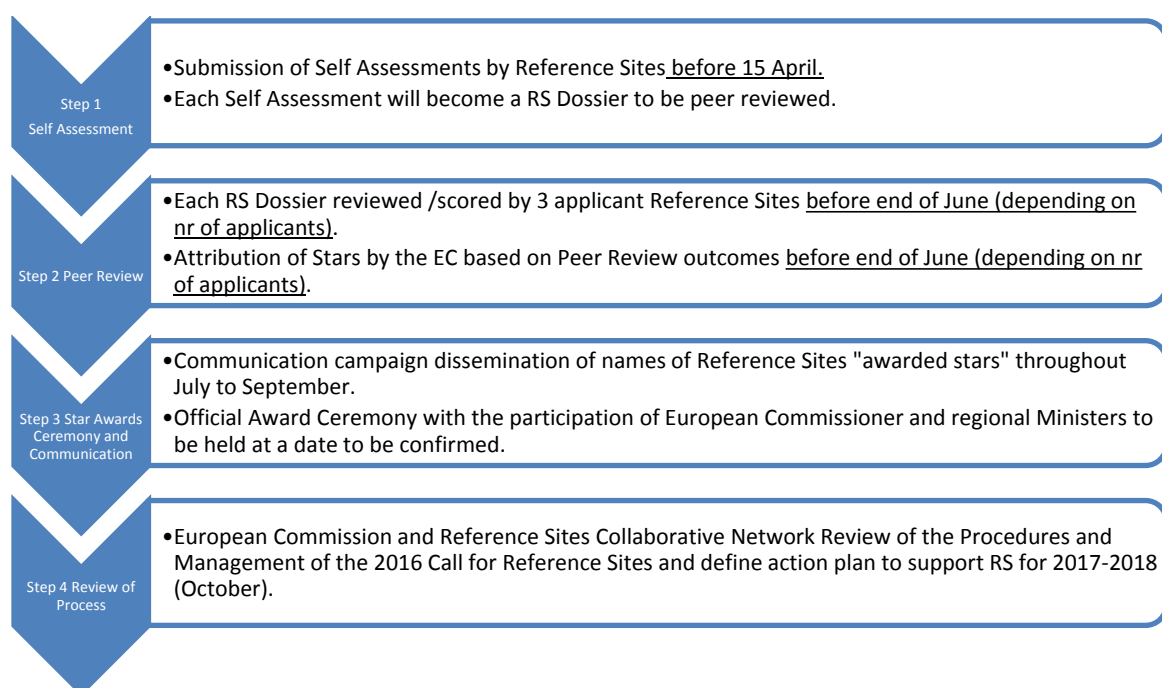 Step 1
Self Assessment
•Submission of Self Assessments by Reference Sites before 15 April.
•Each Self Assessment will become a RS Dossier to be peer reviewed.
Step 2 Peer Review
•Each RS Dossier reviewed /scored by 3 applicant Reference Sites before end of June (depending on
nr of applicants).
•Attribution of Stars by the EC based on Peer Review outcomes before end of June (depending on nr
of applicants).
Step 3 Star Awards
Ceremony and
Communication
•Communication campaign dissemination of names of Reference Sites "awarded stars" throughout
July to September.
•Official Award Ceremony with the participation of European Commissioner and regional Ministers to
be held at a date to be confirmed.
Step 4 Review of
Process
•European Commission and Reference Sites Collaborative Network Review of the Procedures and
Management of the 2016 Call for Reference Sites and define action plan to support RS for 2017-2018
(October).